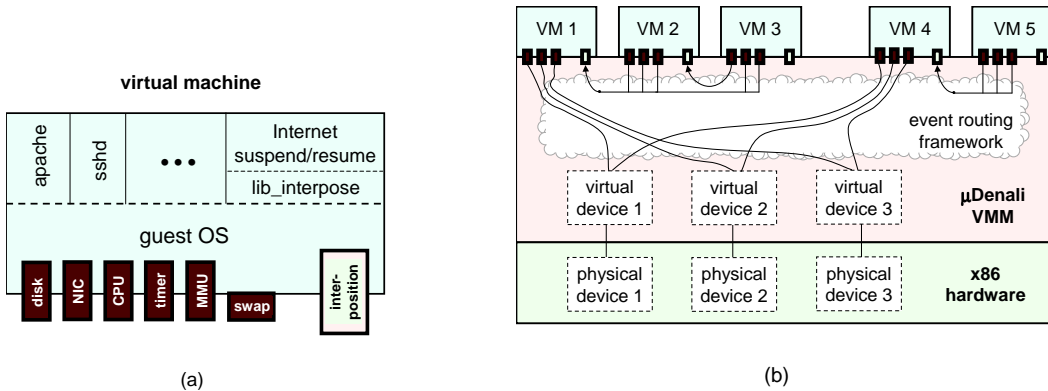 virtual machine
apache
sshd
•••
Internet
suspend/resume
lib_interpose
guest OS
disk
NIC
CPU
timer
MMU
swap
inter-
position
(a)
VM 1
VM 2
VM 3
VM 4
VM 5
event routing
framework
virtual
device 1
virtual
device 2
virtual
device 3
µDenali
VMM
physical
device 1
physical
device 2
physical
device 3
x86
hardware
(b)